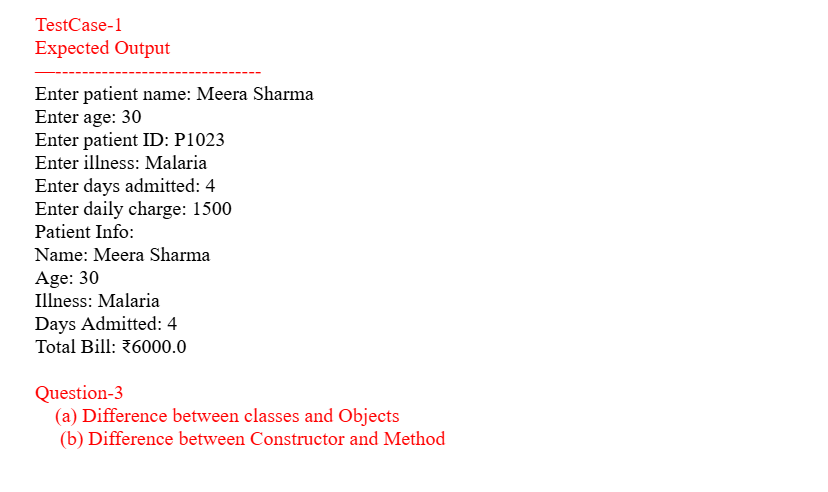 TestCase-1
Expected Output
—-------------------------------
Enter patient name: Meera Sharma
Enter age: 30
Enter patient ID: P1023
Enter illness: Malaria
Enter days admitted: 4
Enter daily charge: 1500
Patient Info:
Name: Meera Sharma
Age: 30
Illness: Malaria
Days Admitted: 4
Total Bill: ₹6000.0
Question-3
(a) Difference between classes and Objects
(b) Difference between Constructor and Method